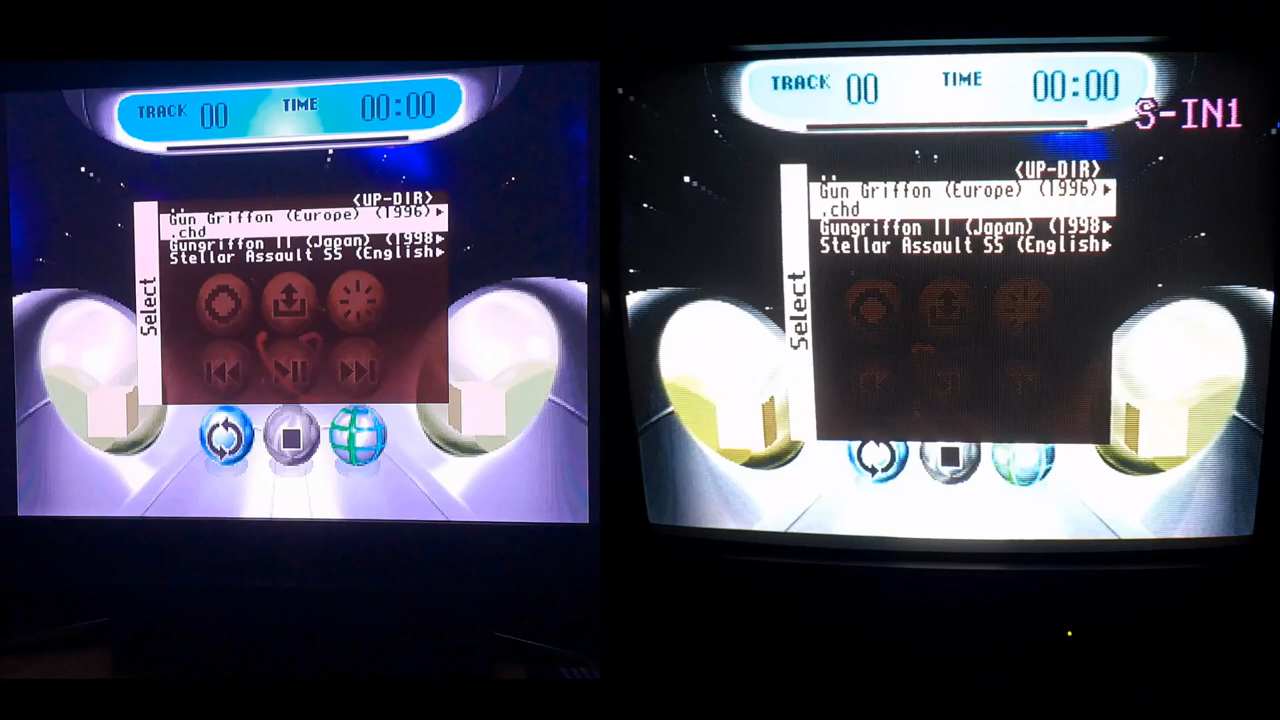 TRACK 00 TIME 00:00
<UP-DIR>
..
Gun Griffon (Europe) (1996)
.chd
Gungriffon II (Japan) (1998
Stellar Assault SS (English
Select
TRACK 00 TIME 00:00
S-IN1
<UP-DIR>
..
Gun Griffon (Europe) (1996)
.chd
Gungriffon II (Japan) (1998
Stellar Assault SS (English
Select